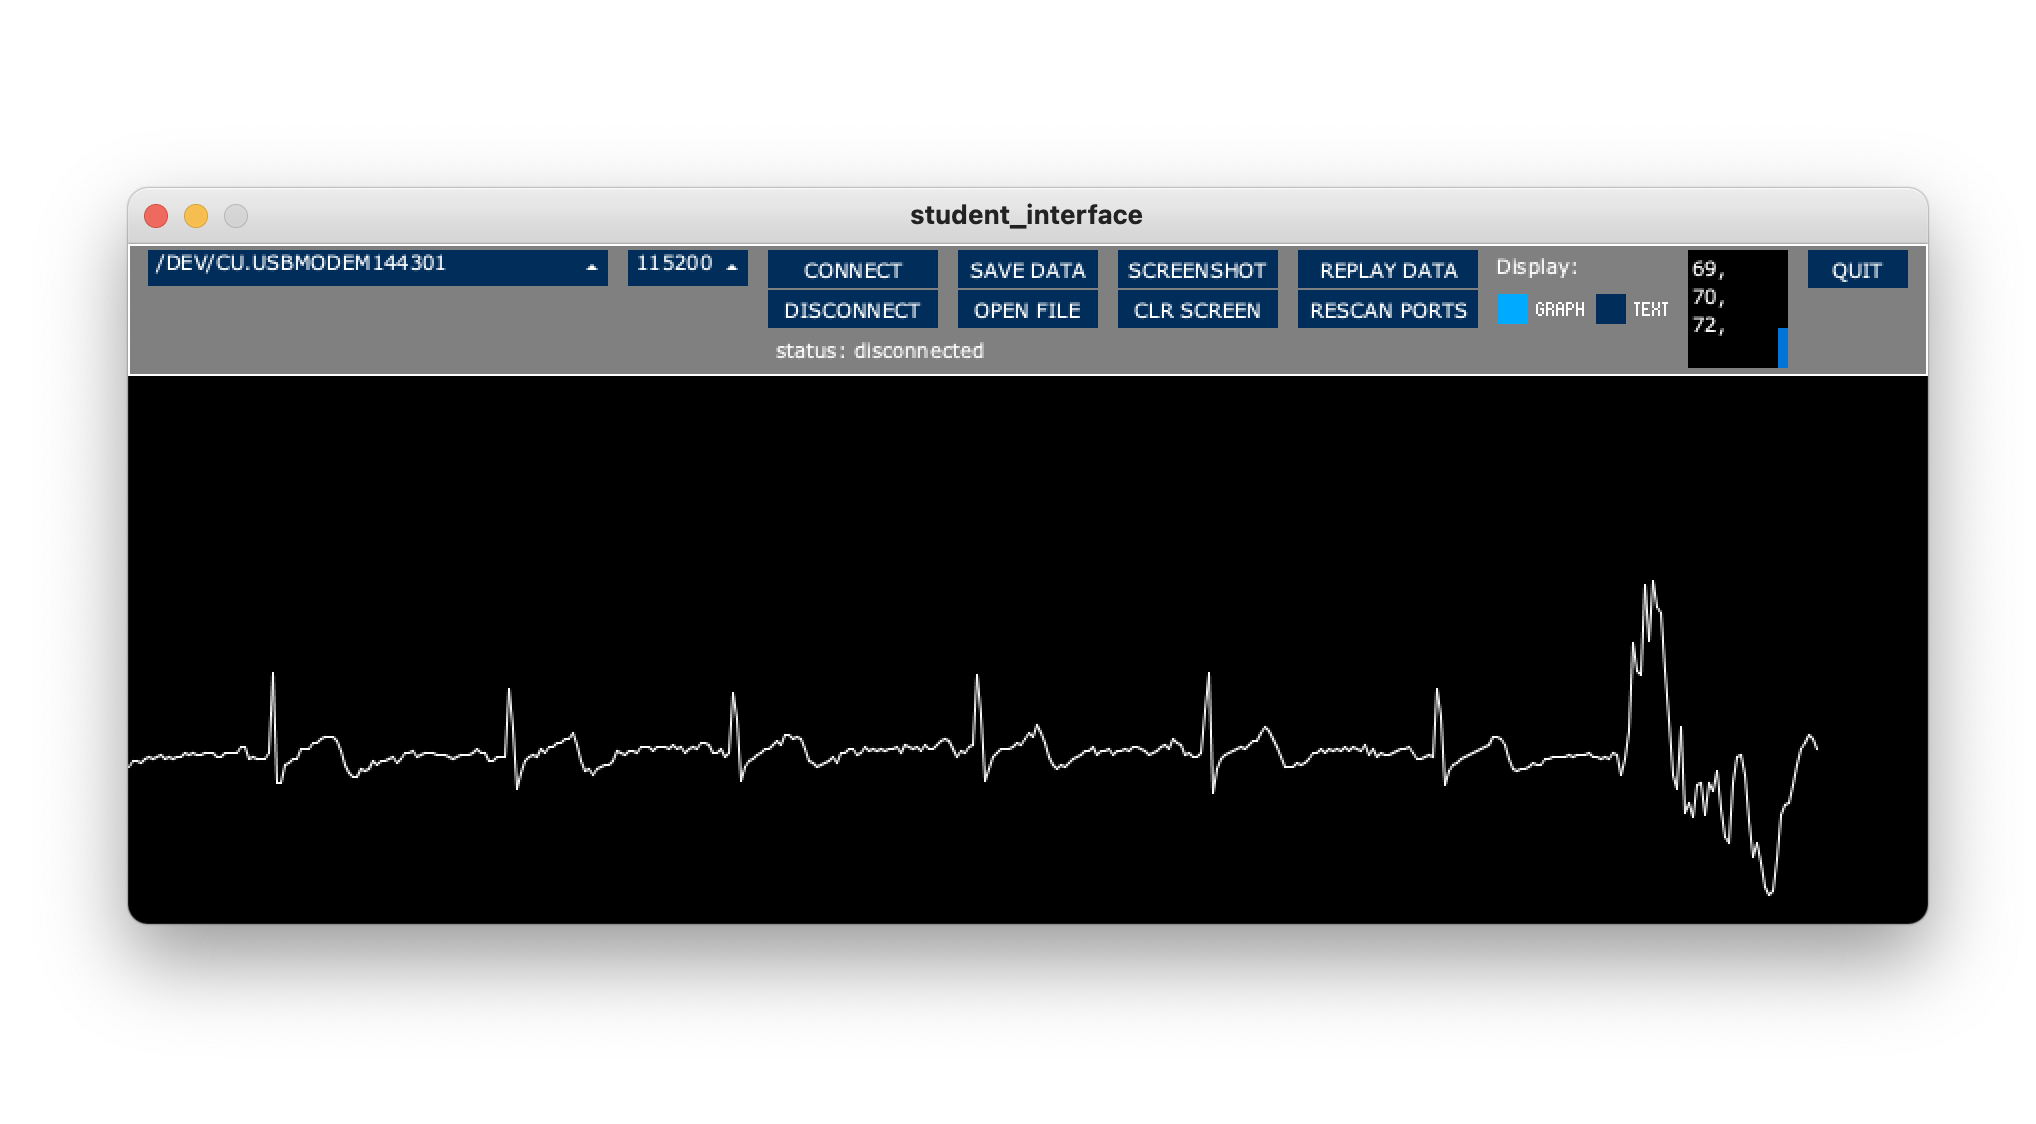 student_interface
/DEV/CU.USBMODEM144301
115200
CONNECT
SAVE DATA
SCREENSHOT
REPLAY DATA
Display:
69,
70,
72,
QUIT
DISCONNECT
OPEN FILE
CLR SCREEN
RESCAN PORTS
GRAPH
TEXT
status: disconnected